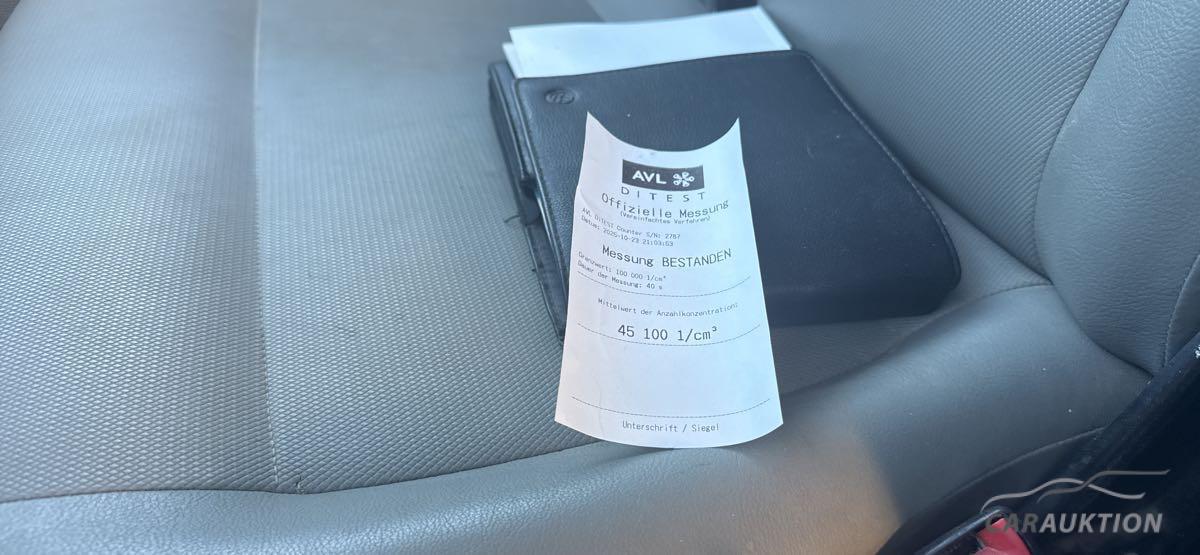 AVL
DITEST
Offizielle Messung
(Vereinfachtes Verfahren)
AVL DITEST Counter S/N: 2787
Datum: 2025-10-23 21:03:53
Messung BESTANDEN
Grenzwert: 100 000 1/cm³
Dauer der Messung: 40 s
Mittelwert der Anzahlkonzentration:
45 100 1/cm³
Unterschrift / Siegel
CARAUKTION